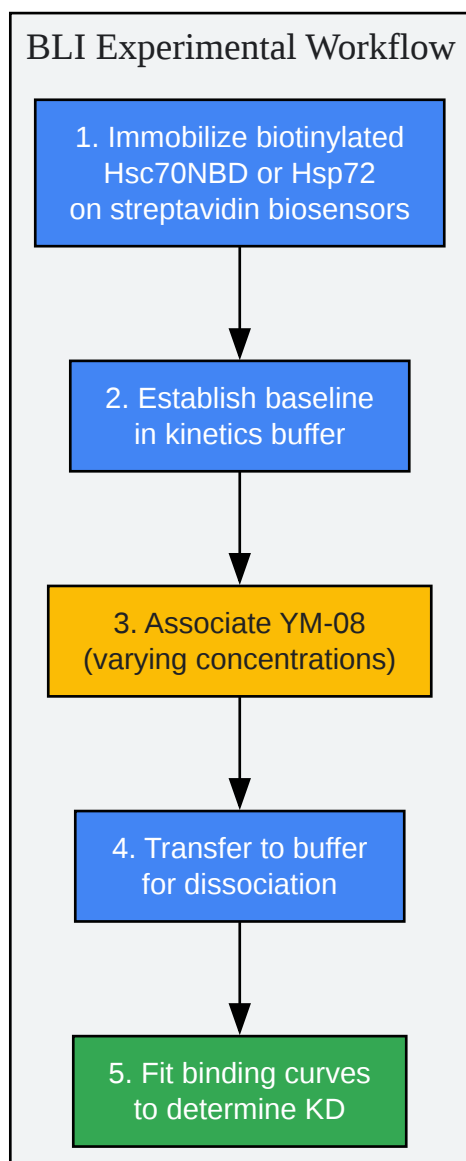 BLI Experimental Workflow
1. Immobilize biotinylated
Hsc70NBD or Hsp72
on streptavidin biosensors
2. Establish baseline
in kinetics buffer
3. Associate YM-08
(varying concentrations)
4. Transfer to buffer
for dissociation
5. Fit binding curves
to determine KD